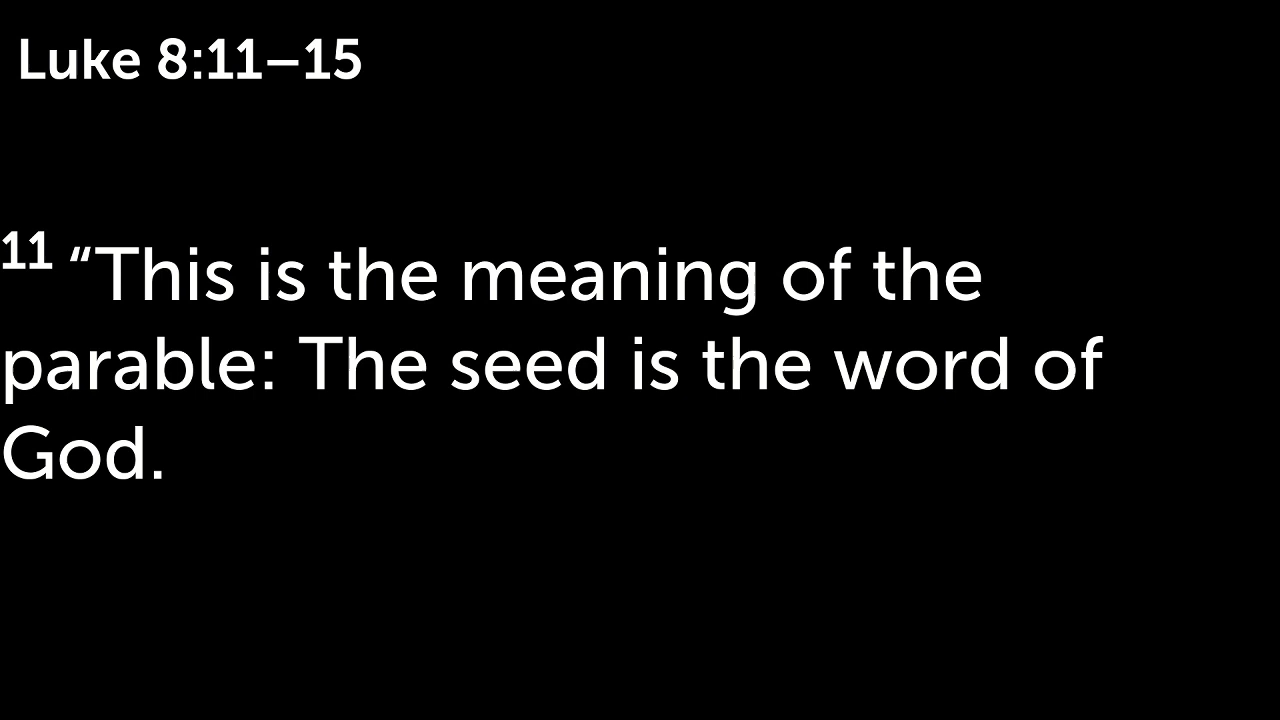 Luke 8:11–15
11 “This is the meaning of the
parable: The seed is the word of
God.